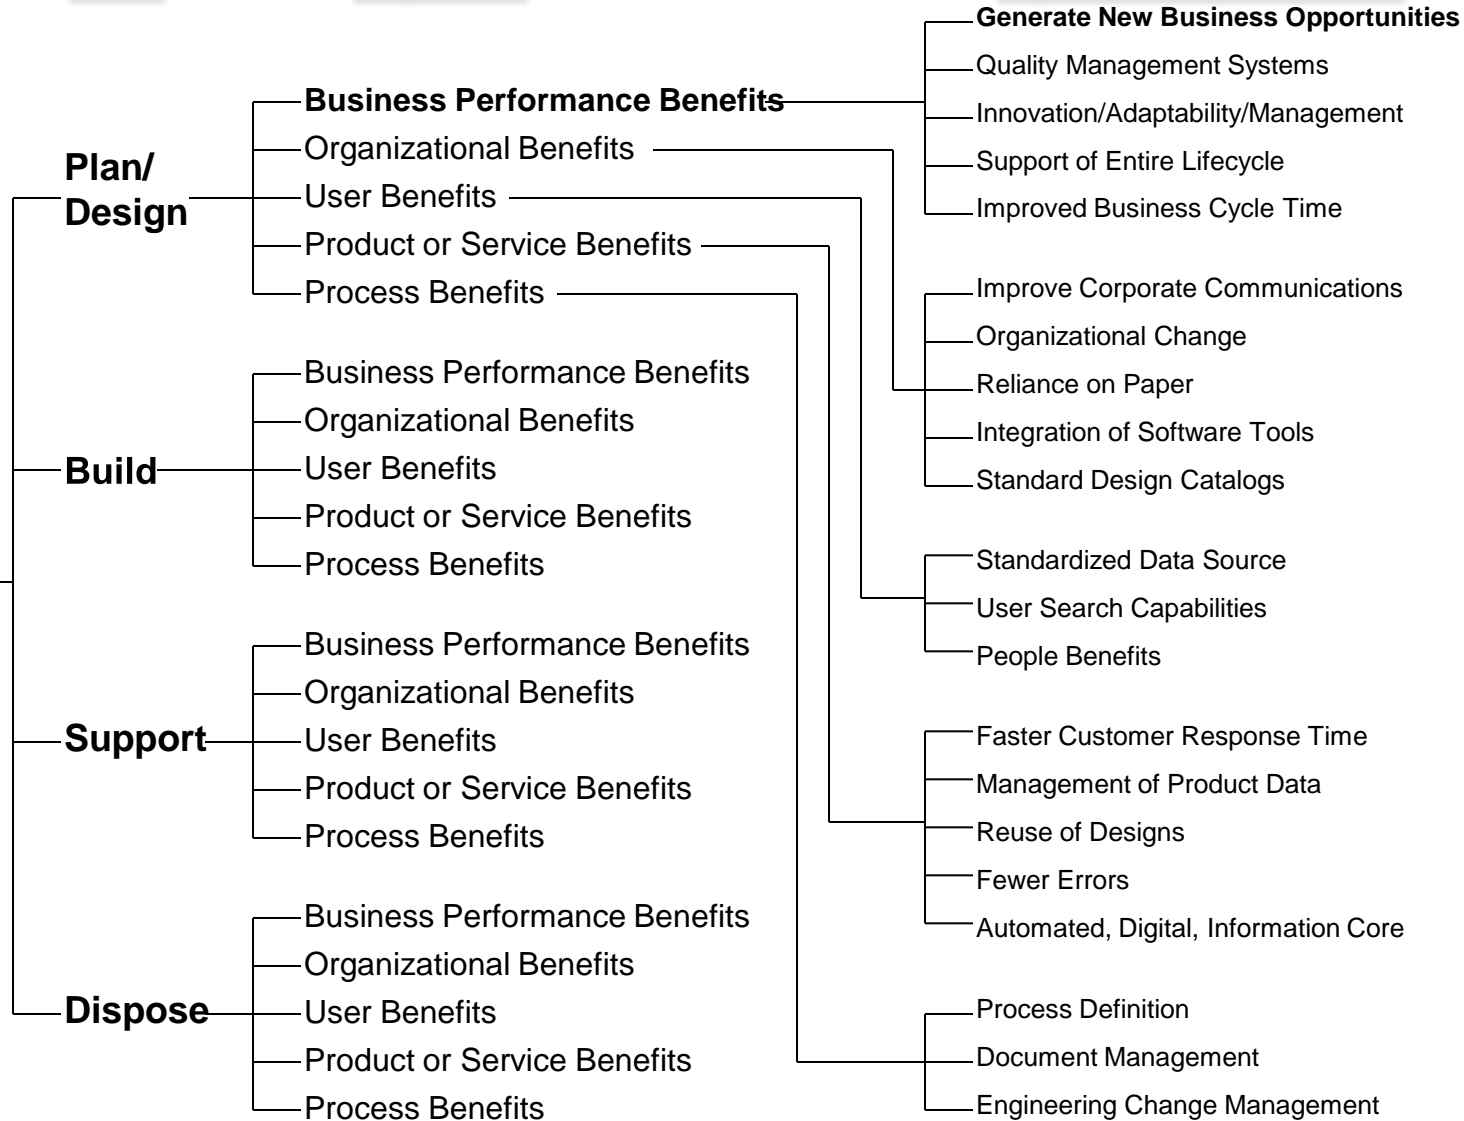 Generate New Business Opportunities
Quality Management Systems
Innovation/Adaptability/Management
Support of Entire Lifecycle
Improved Business Cycle Time
Plan/
Design
Business Performance Benefits
Organizational Benefits
User Benefits
Product or Service Benefits
Process Benefits
Improve Corporate Communications
Organizational Change
Reliance on Paper
Integration of Software Tools
Standard Design Catalogs
Build
Business Performance Benefits
Organizational Benefits
User Benefits
Product or Service Benefits
Process Benefits
Standardized Data Source
User Search Capabilities
People Benefits
Support
Business Performance Benefits
Organizational Benefits
User Benefits
Product or Service Benefits
Process Benefits
Faster Customer Response Time
Management of Product Data
Reuse of Designs
Fewer Errors
Automated, Digital, Information Core
Dispose
Business Performance Benefits
Organizational Benefits
User Benefits
Product or Service Benefits
Process Benefits
Process Definition
Document Management
Engineering Change Management